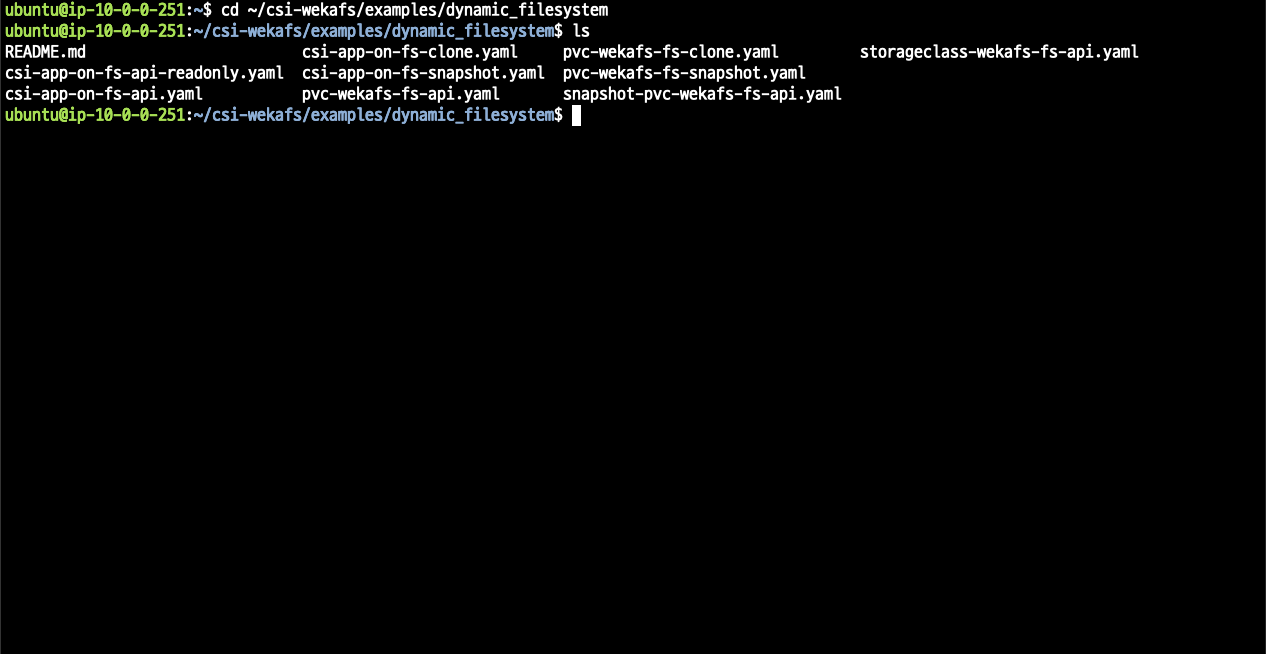 ubuntu@ip-10-0-0-251:~$ cd ~/csi-wekafs/examples/dynamic_filesystem
ubuntu@ip-10-0-0-251:~/csi-wekafs/examples/dynamic_filesystem$ ls
README.md                        csi-app-on-fs-clone.yaml     pvc-wekafs-fs-clone.yaml         storageclass-wekafs-fs-api.yaml
csi-app-on-fs-api-readonly.yaml  csi-app-on-fs-snapshot.yaml  pvc-wekafs-fs-snapshot.yaml
csi-app-on-fs-api.yaml           pvc-wekafs-fs-api.yaml       snapshot-pvc-wekafs-fs-api.yaml
ubuntu@ip-10-0-0-251:~/csi-wekafs/examples/dynamic_filesystem$